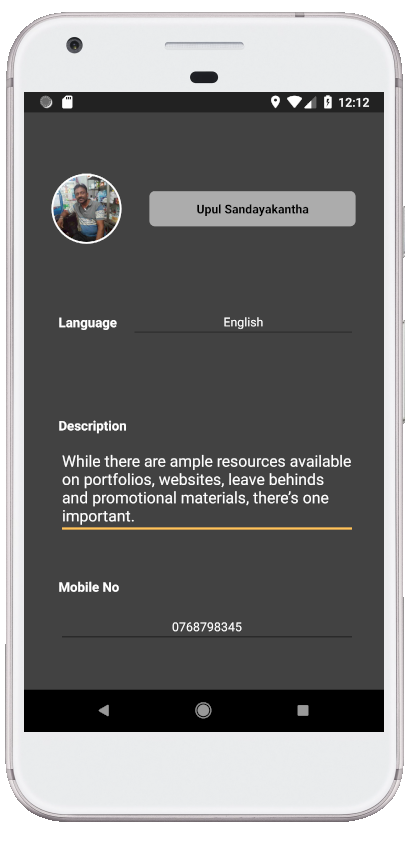 12:12
Upul Sandayakantha
Language
English
Description
While there are ample resources available
on portfolios, websites, leave behinds
and promotional materials, there's one
important.
Mobile No
0768798345